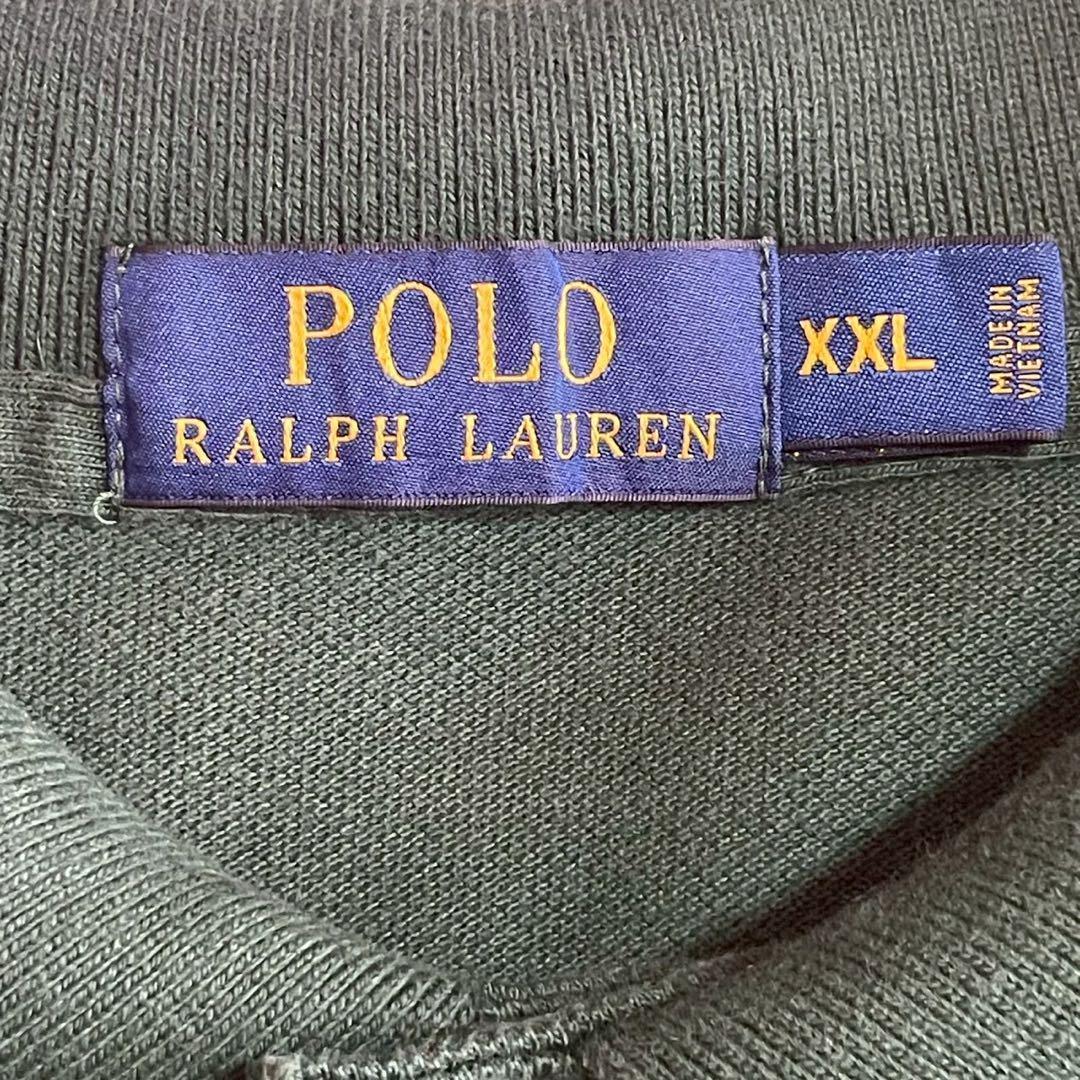 POLO
RALPH LAUREN
XXL
MADE IN
VIETNAM